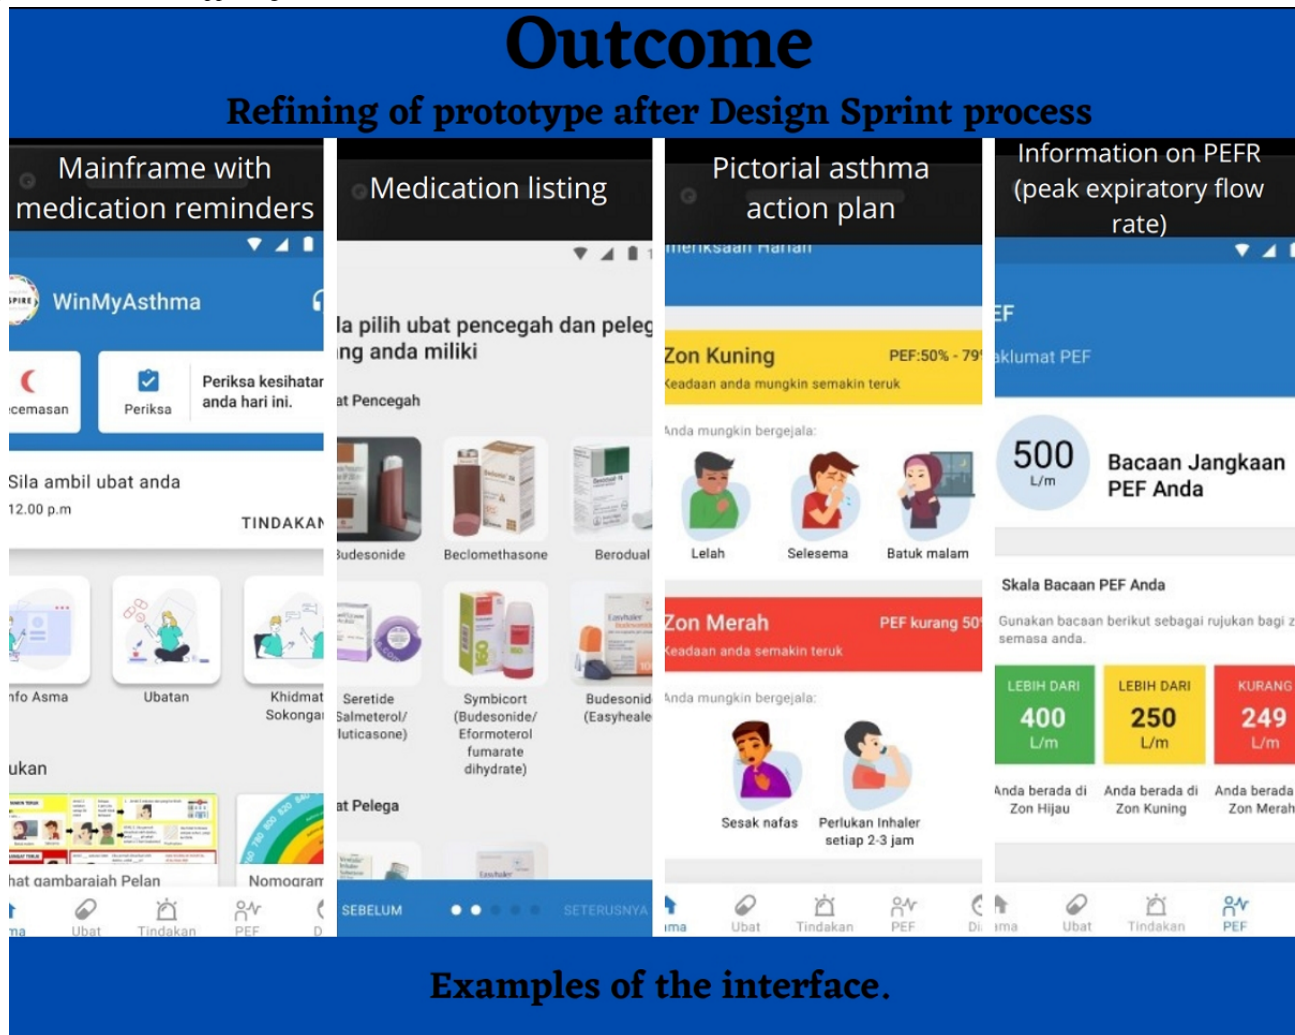 Outcome
Refining of prototype after Design Sprint process
Mainframe with
medication reminders
WinMyAsthma
SPIRE
ecemasan
Periksa
Periksa kesihatan
anda hari ini.
Sila ambil ubat anda
12.00 p.m
TINDAKAN
nfo Asma
Ubatan
Khidmat
Sokongan
ukan
hat gambarajah Pelan
Nomogram
ma
Ubat
Tindakan
PEF
D
Medication listing
la pilih ubat pencegah dan peleg
ng anda miliki
at Pencegah
Budesonide
Beclomethasone
Berodual
Seretide
Salmeterol/
luticasone)
Symbicort
(Budesonide/
Eformoterol
fumarate
dihydrate)
Budesonid
(Easyheale
at Pelega
SEBELUM
SETERUSNYA
Pictorial asthma
action plan
meriksaan Harian
Zon Kuning
PEF:50% - 79
Keadaan anda mungkin semakin teruk
Anda mungkin bergejala:
Lelah
Selesema
Batuk malam
Zon Merah
PEF kurang 50%
Keadaan anda semakin teruk
Anda mungkin bergejala:
Sesak nafas
Perlukan Inhaler
setiap 2-3 jam
ama
Ubat
Tindakan
PEF
Di
Information on PEFR
(peak expiratory flow
rate)
EF
aklumat PEF
500
L/m
Bacaan Jangkaan
PEF Anda
Skala Bacaan PEF Anda
Gunakan bacaan berikut sebagai rujukan bagi z
semasa anda.
LEBIH DARI
400
L/m
LEBIH DARI
250
L/m
KURANG
249
L/m
Anda berada di
Zon Hijau
Anda berada di
Zon Kuning
Anda berada
Zon Merah
ama
Ubat
Tindakan
PEF
Examples of the interface.